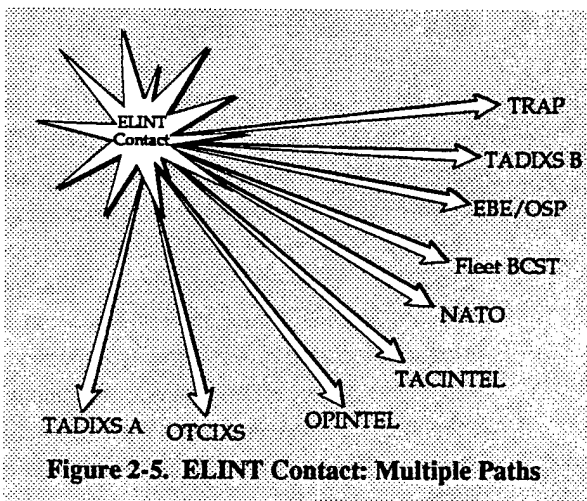 ELINT
Contact
TRAP
TADIXS B
EBE/OSP
Fleet BCST
NATO
TACINTEL
OPINTEL
OTCIXS
TADIXS A
Figure 2-5. ELINT Contact: Multiple Paths